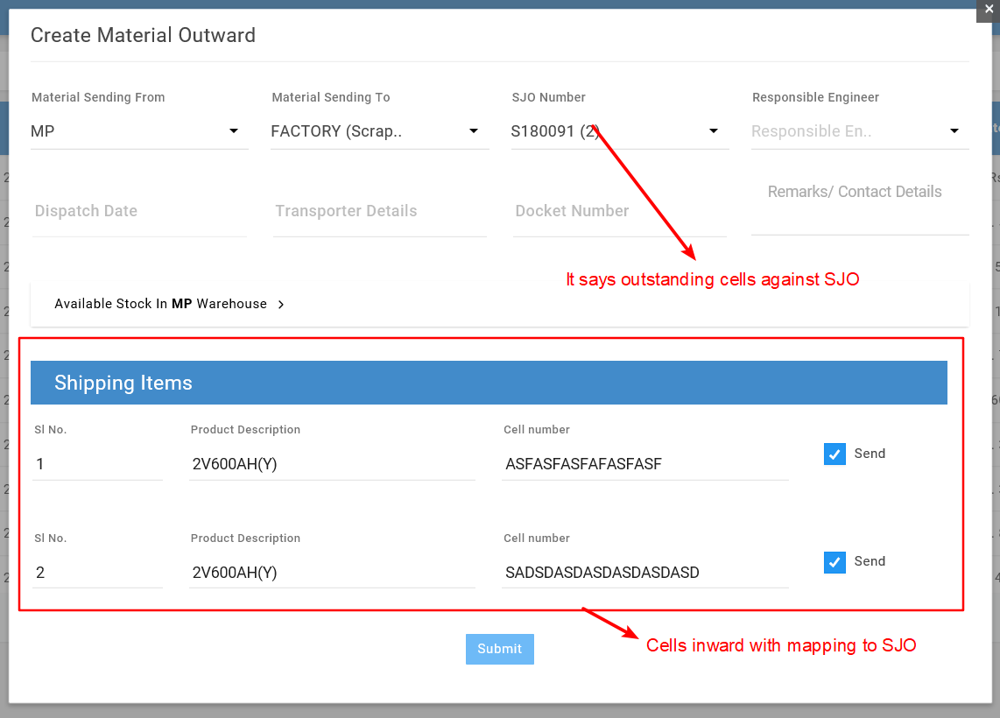 ×
Create Material Outward
Material Sending From
Material Sending To
SJO Number
Responsible Engineer
MP
FACTORY (Scrap..
S180091 (2)
Responsible En..
Dispatch Date
Transporter Details
Docket Number
Remarks/ Contact Details
It says outstanding cells against SJO
Available Stock In MP Warehouse >
Shipping Items
Sl No.
Product Description
Cell number
1
2V600AH(Y)
ASFASFASFAFASFASF
Send
Sl No.
Product Description
Cell number
2
2V600AH(Y)
SADSDASDASDASDASDASD
Send
Submit
Cells inward with mapping to SJO